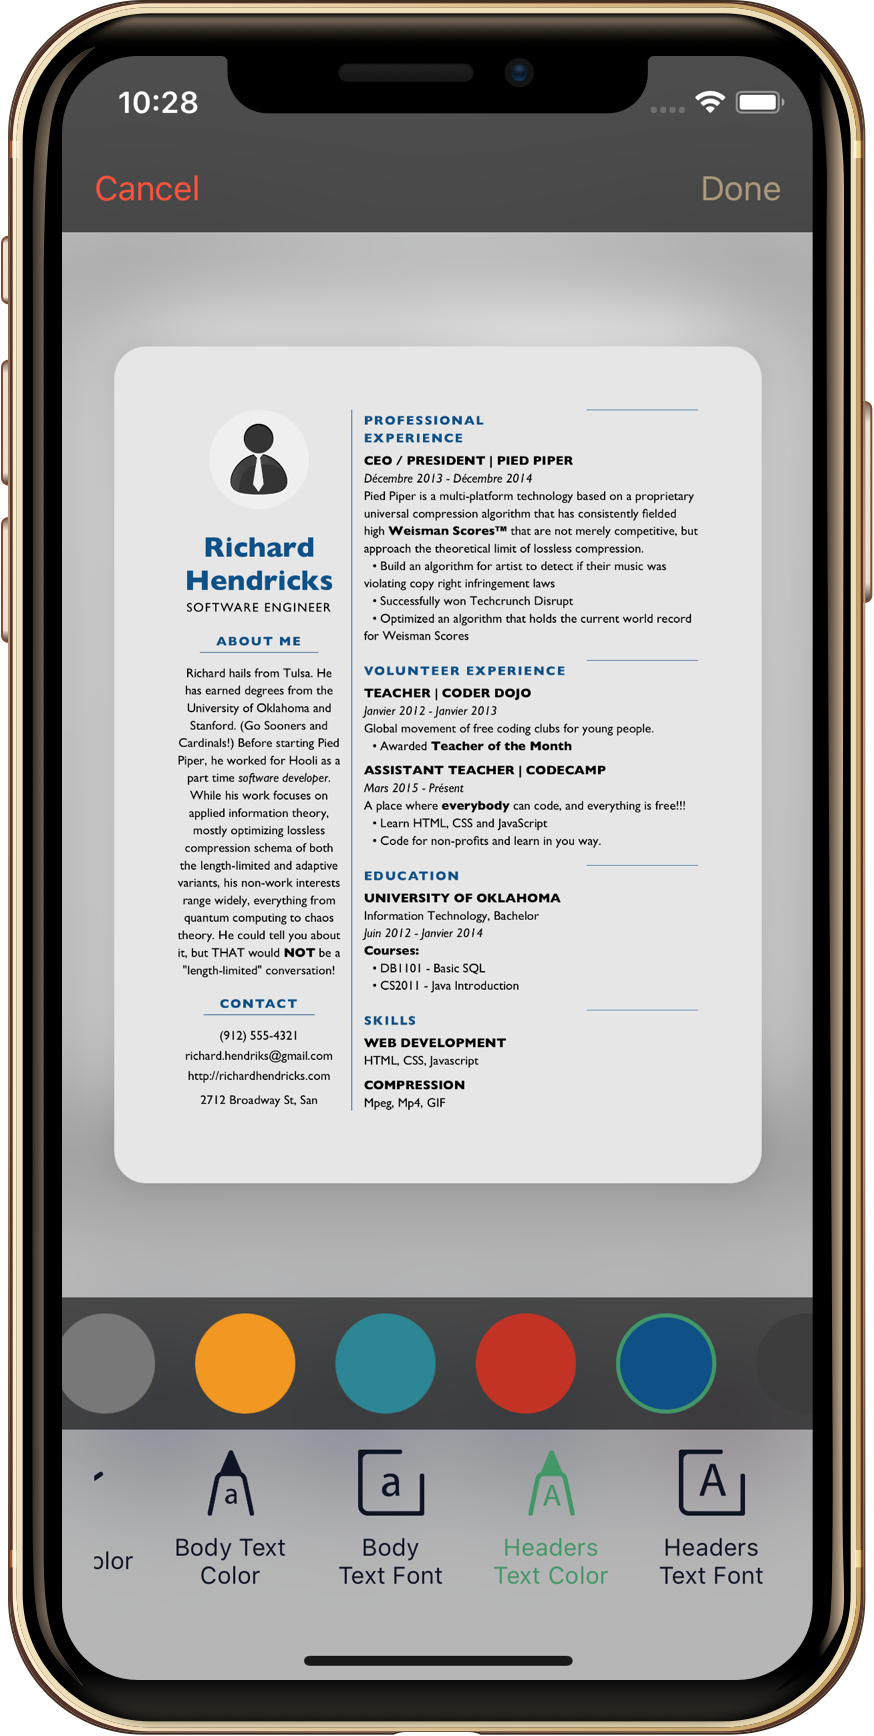 10:28
Cancel
Done
Richard
Hendricks
SOFTWARE ENGINEER
ABOUT ME
Richard hails from Tulsa. He
has earned degrees from the
University of Oklahoma and
Stanford. (Go Sooners and
Cardinals!) Before starting Pied
Piper, he worked for Hooli as a
part time software developer.
While his work focuses on
applied information theory,
mostly optimizing lossless
compression schema of both
the length-limited and adaptive
variants, his non-work interests
range widely, everything from
quantum computing to chaos
theory. He could tell you about
it, but THAT would NOT be a
"length-limited" conversation!
CONTACT
(912) 555-4321
richard.hendriks@gmail.com
http://richardhendricks.com
2712 Broadway St, San
PROFESSIONAL
EXPERIENCE
CEO / PRESIDENT | PIED PIPER
Décembre 2013 - Décembre 2014
Pied Piper is a multi-platform technology based on a proprietary
universal compression algorithm that has consistently fielded
high Weisman Scores™ that are not merely competitive, but
approach the theoretical limit of lossless compression.
• Build an algorithm for artist to detect if their music was
violating copy right infringement laws
• Successfully won Techcrunch Disrupt
• Optimized an algorithm that holds the current world record
for Weisman Scores
VOLUNTEER EXPERIENCE
TEACHER | CODER DOJO
Janvier 2012 - Janvier 2013
Global movement of free coding clubs for young people.
• Awarded Teacher of the Month
ASSISTANT TEACHER | CODECAMP
Mars 2015 - Présent
A place where everybody can code, and everything is free!!!
• Learn HTML, CSS and JavaScript
• Code for non-profits and learn in you way.
EDUCATION
UNIVERSITY OF OKLAHOMA
Information Technology, Bachelor
Juin 2012 - Janvier 2014
Courses:
• DB1101 - Basic SQL
• CS2011 - Java Introduction
SKILLS
WEB DEVELOPMENT
HTML, CSS, Javascript
COMPRESSION
Mpeg, Mp4, GIF
olor
a
Body Text
Color
a
Body
Text Font
A
Headers
Text Color
A
Headers
Text Font